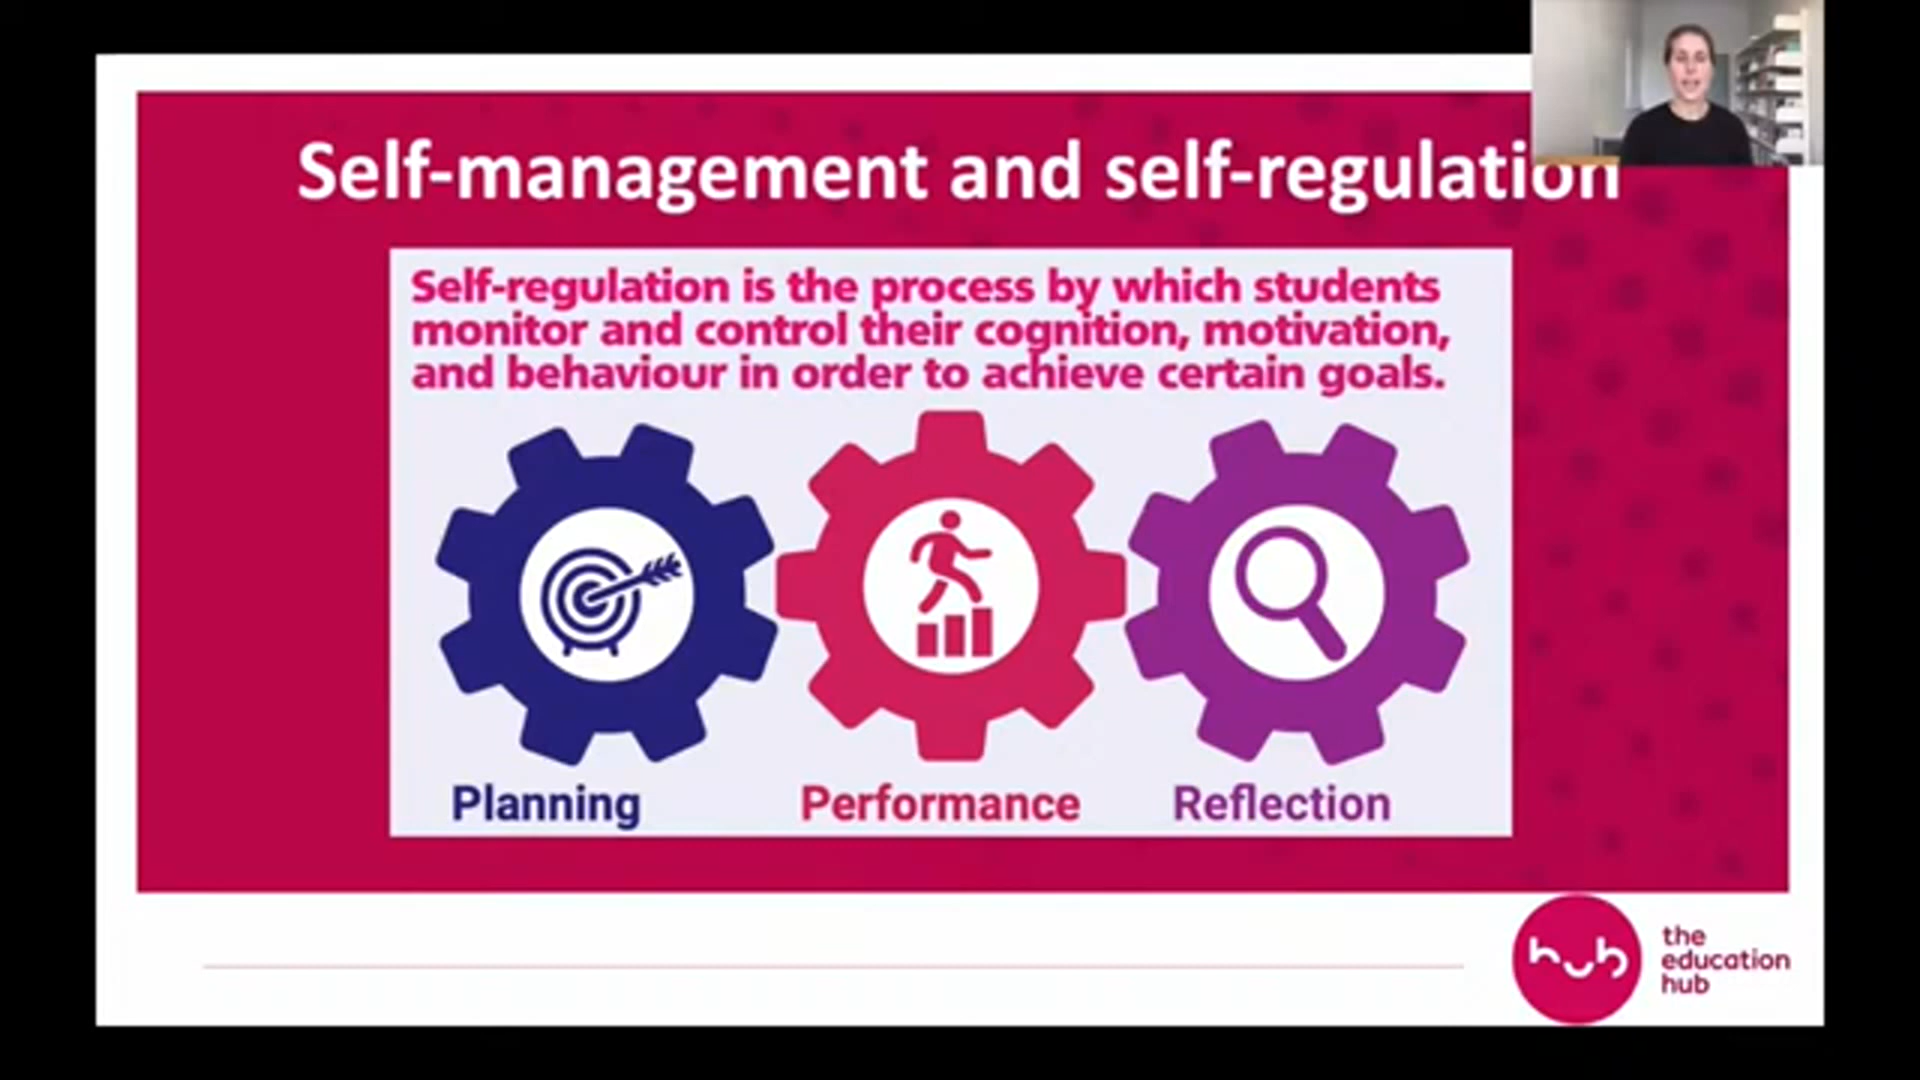 Self-management and self-regulation
Self-regulation is the process by which students
monitor and control their cognition, motivation,
and behaviour in order to achieve certain goals.
Planning
Performance
Reflection
hub
the
education
hub